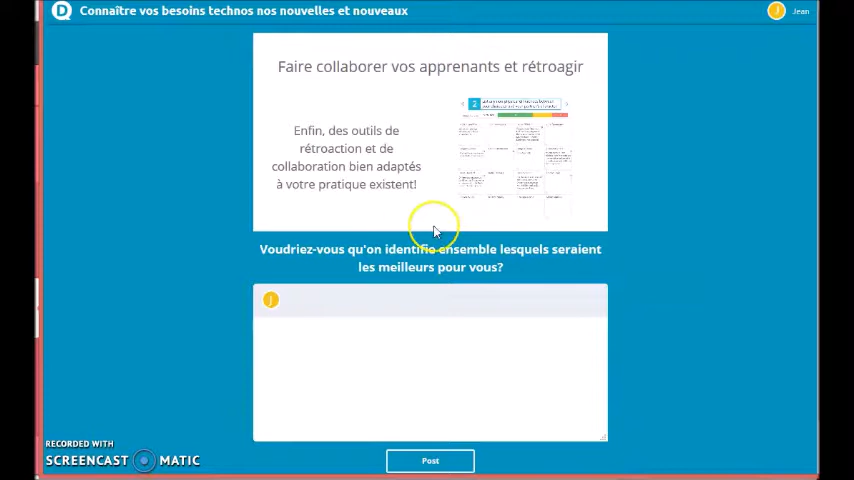 Connaître vos besoins technos nos nouvelles et nouveaux
J
Jean
Faire collaborer vos apprenants et rétroagir
Enfin, des outils de
rétroaction et de
collaboration bien adaptés
à votre pratique existent!
2
Voudriez-vous qu'on identifie ensemble lesquels seraient
les meilleurs pour vous?
J
Post
RECORDED WITH
SCREENCAST MATIC